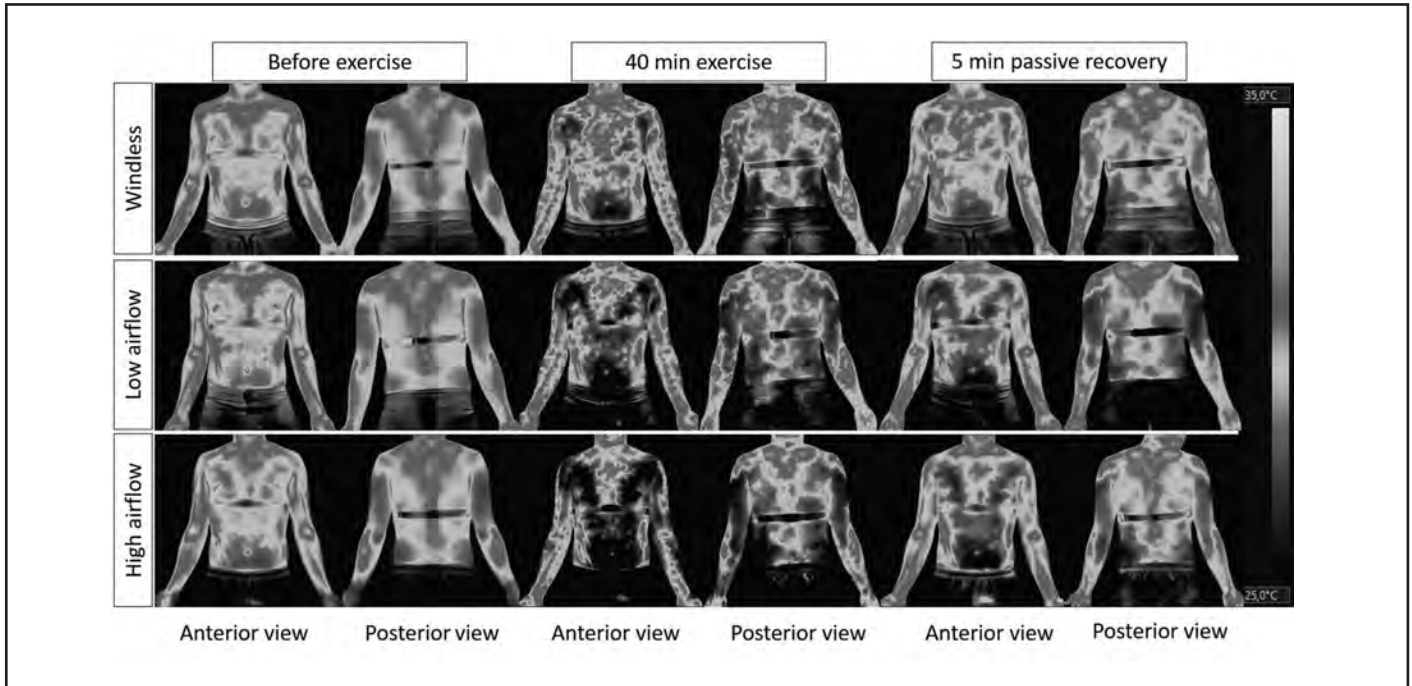 Before exercise
40 min exercise
5 min passive recovery
35,0°C
Windless
Low airflow
High airflow
25,0°C
Anterior view
Posterior view
Anterior view
Posterior view
Anterior view
Posterior view